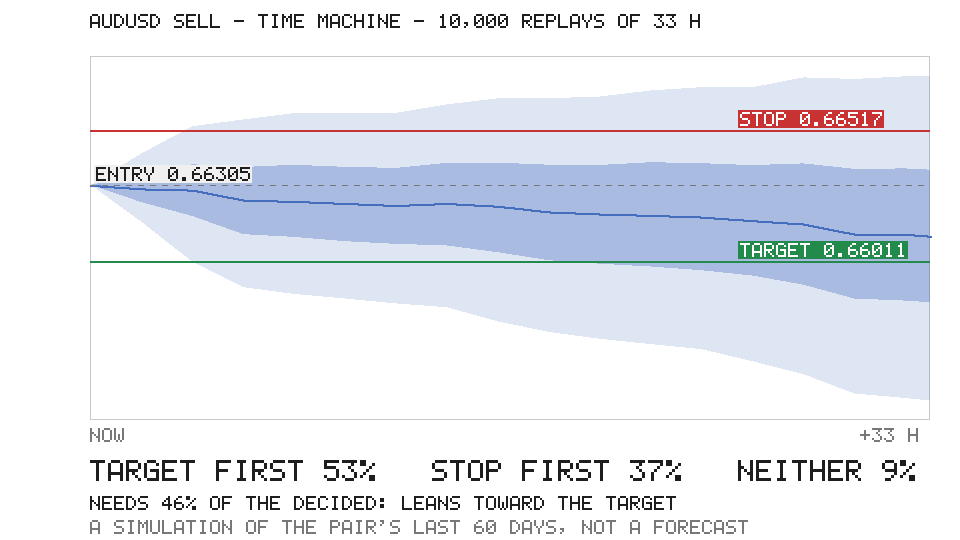 AUDUSD SELL - TIME MACHINE - 10,000 REPLAYS OF 33 H
STOP 0.66517
ENTRY 0.66305
TARGET 0.66011
NOW +33 H
TARGET FIRST 53% STOP FIRST 37% NEITHER 9%
NEEDS 46% OF THE DECIDED: LEANS TOWARD THE TARGET
A SIMULATION OF THE PAIR'S LAST 60 DAYS, NOT A FORECAST